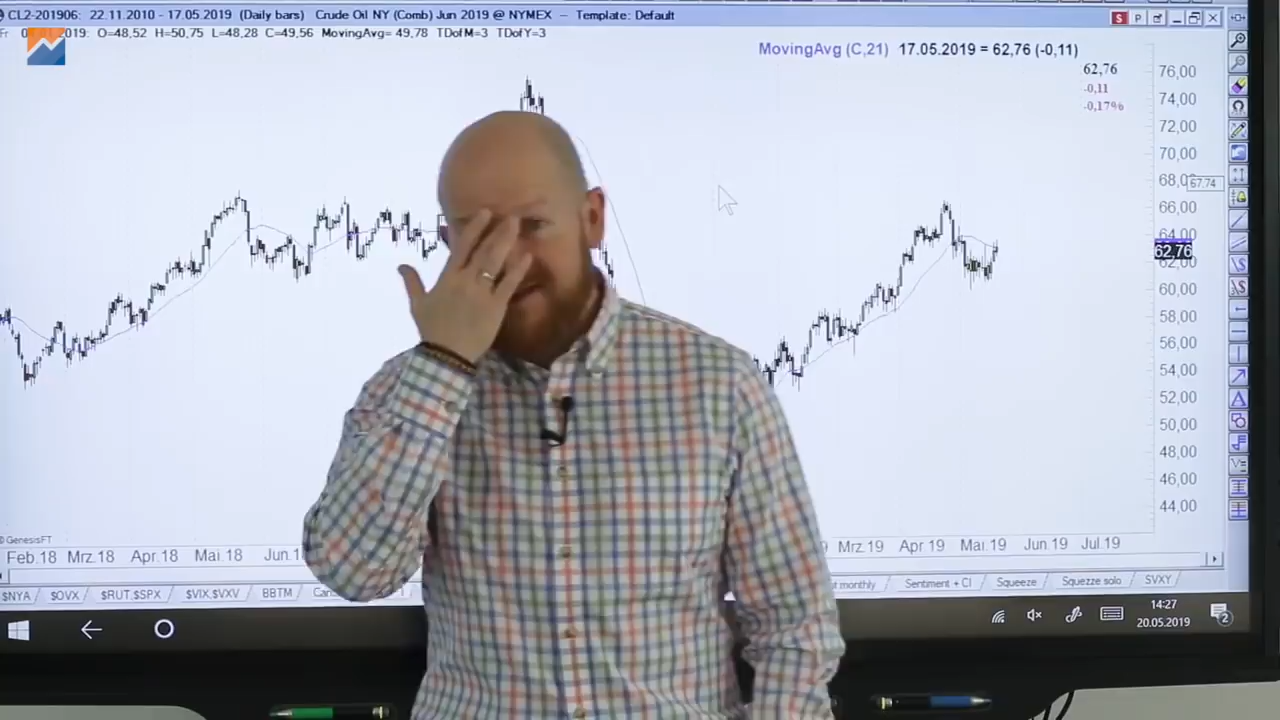 CL2-201906: 22.11.2010 - 17.05.2019 (Daily bars) Crude Oil NY (Comb) Jun 2019 @ NYMEX – Template: Default
S P
2019: O=48,52 H=50,75 L=48,28 C=49,56 MovingAvg= 49,78 TDofM=3 TDofY=3
MovingAvg (C,21) 17.05.2019 = 62,76 (-0,11)
62,76
-0,11
-0,17%
76,00
74,00
72,00
70,00
68,0
67,74
66,00
64,00
62,76
62,00
60,00
58,00
56,00
54,00
52,00
50,00
48,00
46,00
44,00
GenesisFT
Feb.18 Mrz.18 Apr.18 Mai.18 Jun.1
Mrz.19 Apr.19 Mai.19 Jun.19 Jul.19
$NYA $OVX $RUT.$SPX $VIX.$VXV BBTM
monthly Sentiment + CI Squeeze Squezze solo SVXY
14:27
20.05.2019
2